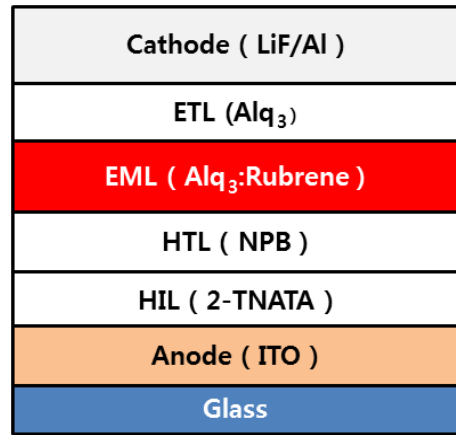 Cathode ( LiF/Al )
ETL (Alq₃)
EML ( Alq₃:Rubrene )
HTL ( NPB )
HIL ( 2-TNATA )
Anode ( ITO )
Glass